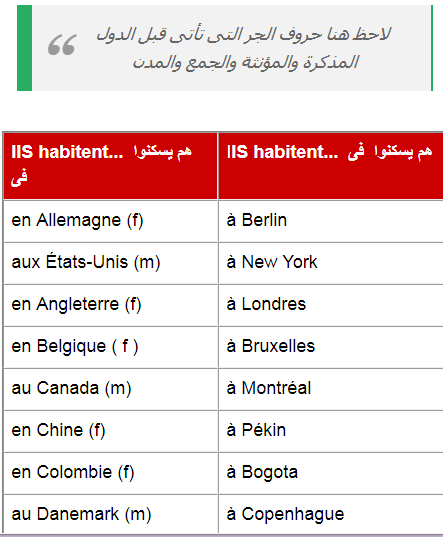 لاحظ هنا حروف الجر التى تأتى قبل الدول
المذكرة والمؤنثة والجمع والمدن
IIS habitent... هم يسكنوا
فى
IIS habitent... هم يسكنوا فى
en Allemagne (f)
à Berlin
aux États-Unis (m)
à New York
en Angleterre (f)
à Londres
en Belgique ( f )
à Bruxelles
au Canada (m)
à Montréal
en Chine (f)
à Pékin
en Colombie (f)
à Bogota
au Danemark (m)
à Copenhague